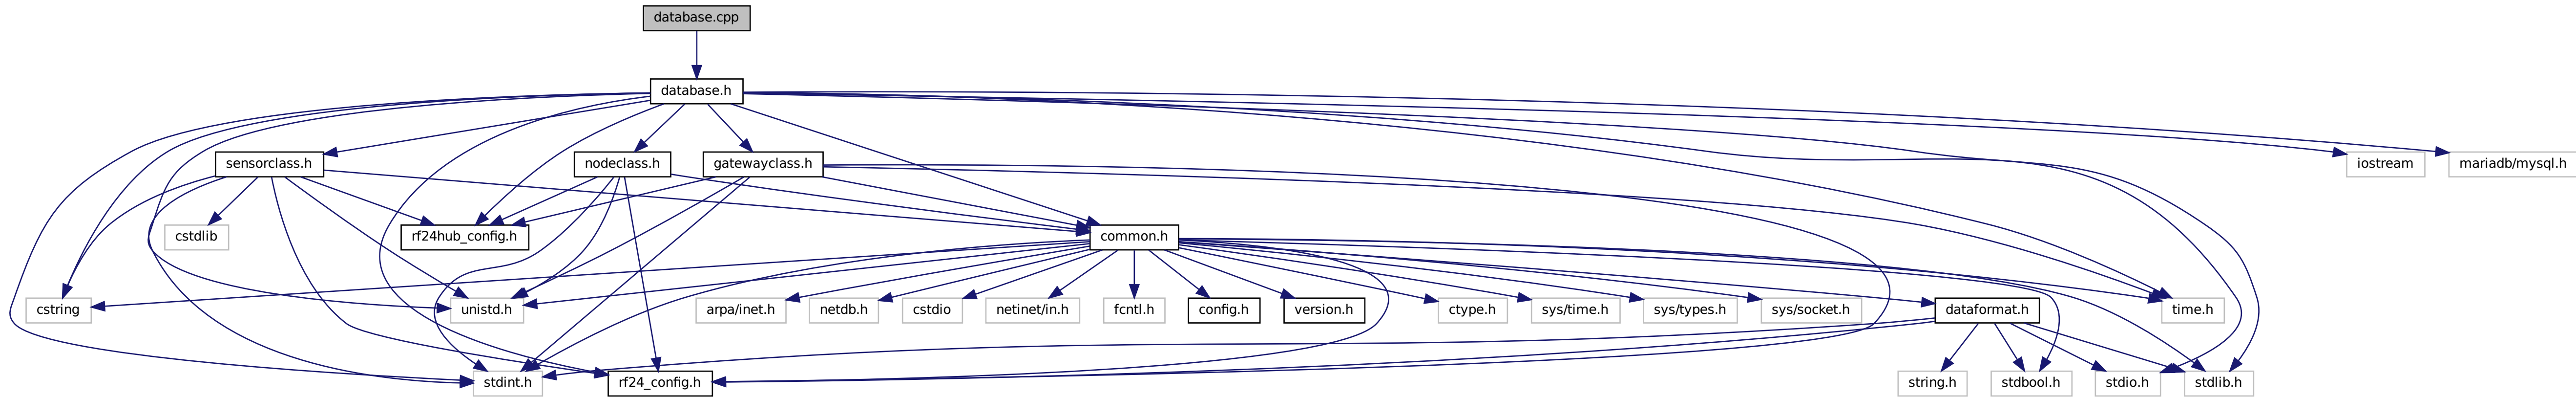 database.cpp
database.h
sensorclass.h
nodeclass.h
gatewayclass.h
iostream
mariadb/mysql.h
cstdlib
rf24hub_config.h
common.h
cstring
unistd.h
arpa/inet.h
netdb.h
cstdio
netinet/in.h
fcntl.h
config.h
version.h
ctype.h
sys/time.h
sys/types.h
sys/socket.h
dataformat.h
time.h
stdint.h
rf24_config.h
string.h
stdbool.h
stdio.h
stdlib.h